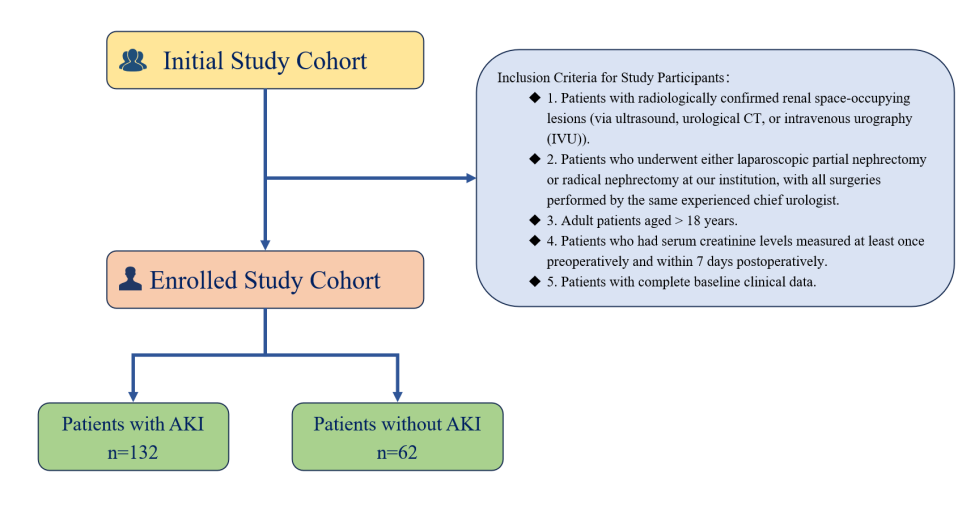 Initial Study Cohort
Inclusion Criteria for Study Participants：
◆ 1. Patients with radiologically confirmed renal space-occupying
lesions (via ultrasound, urological CT, or intravenous urography
(IVU)).
◆ 2. Patients who underwent either laparoscopic partial nephrectomy
or radical nephrectomy at our institution, with all surgeries
performed by the same experienced chief urologist.
◆ 3. Adult patients aged > 18 years.
◆ 4. Patients who had serum creatinine levels measured at least once
preoperatively and within 7 days postoperatively.
◆ 5. Patients with complete baseline clinical data.
Enrolled Study Cohort
Patients with AKI
n=132
Patients without AKI
n=62